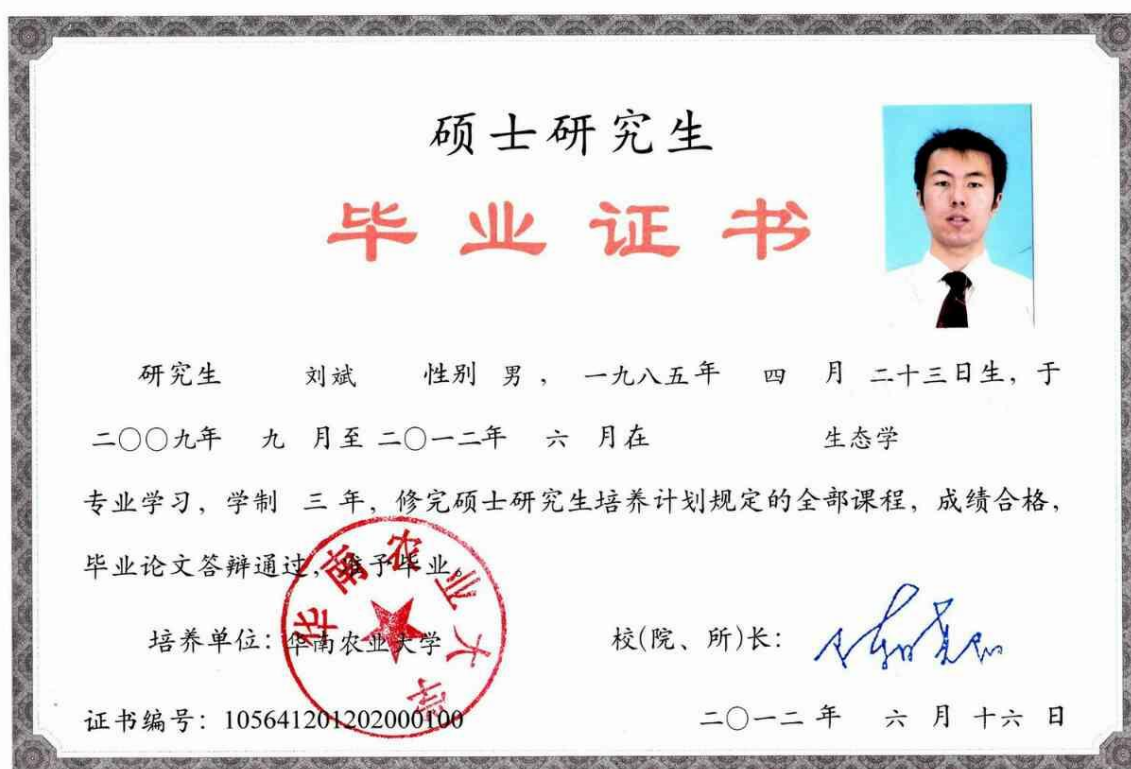 硕士研究生
毕业证书
研究生 刘斌 性别 男 , 一九八五年 四 月 二十三日生, 于
二〇〇九年 九 月至二〇一二年 六 月在 生态学
专业学习, 学制 三 年, 修完硕士研究生培养计划规定的全部课程, 成绩合格,
毕业论文答辩通过, 准予毕业。
华南农业大学
培养单位: 华南农业大学 校(院、所)长:
证书编号: 105641201202000100 二〇一二 年 六 月 十六 日